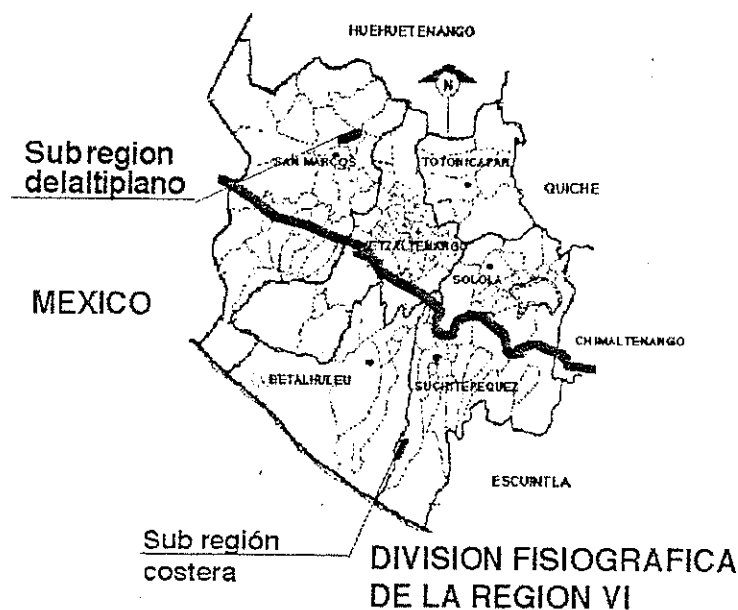 HUEHUETENANGO
N
Subregion
delaltiplano
SAN MARCOS
TOTONICAPAN
QUICHE
ETZALTENANGO
SOLOLA
MEXICO
CHIMALTENANGO
RETALHULEU
SUCHITEPEQUEZ
ESCUINTLA
Sub región
costera
DIVISION FISIOGRAFICA
DE LA REGION VI